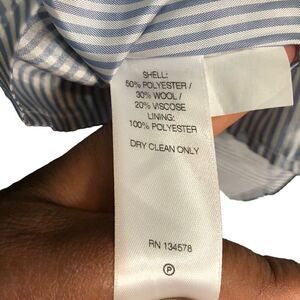 SHELL:
50% POLYESTER /
30% WOOL /
20% VISCOSE
LINING:
100% POLYESTER
DRY CLEAN ONLY
RN 134578
P